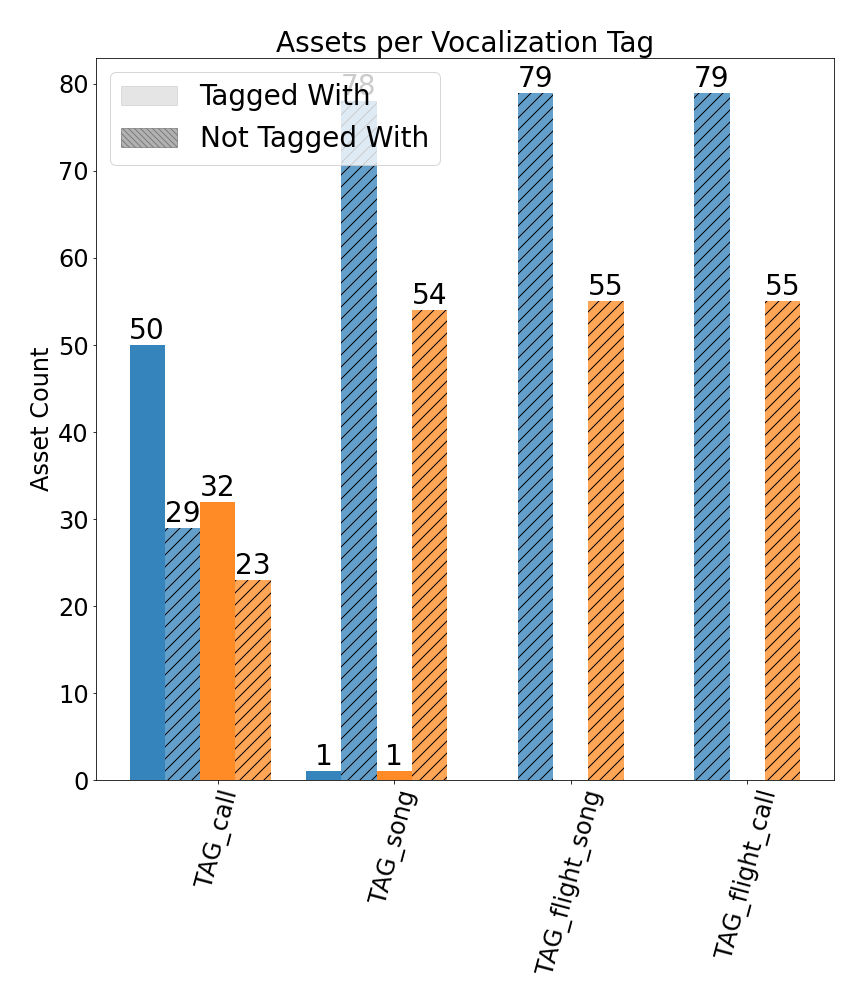 Assets per Vocalization Tag
Tagged With
Not Tagged With
Asset Count
80
70
60
50
40
30
20
10
0
50
29
32
23
1
78
1
54
79
55
79
55
TAG_call
TAG_song
TAG_flight_song
TAG_flight_call